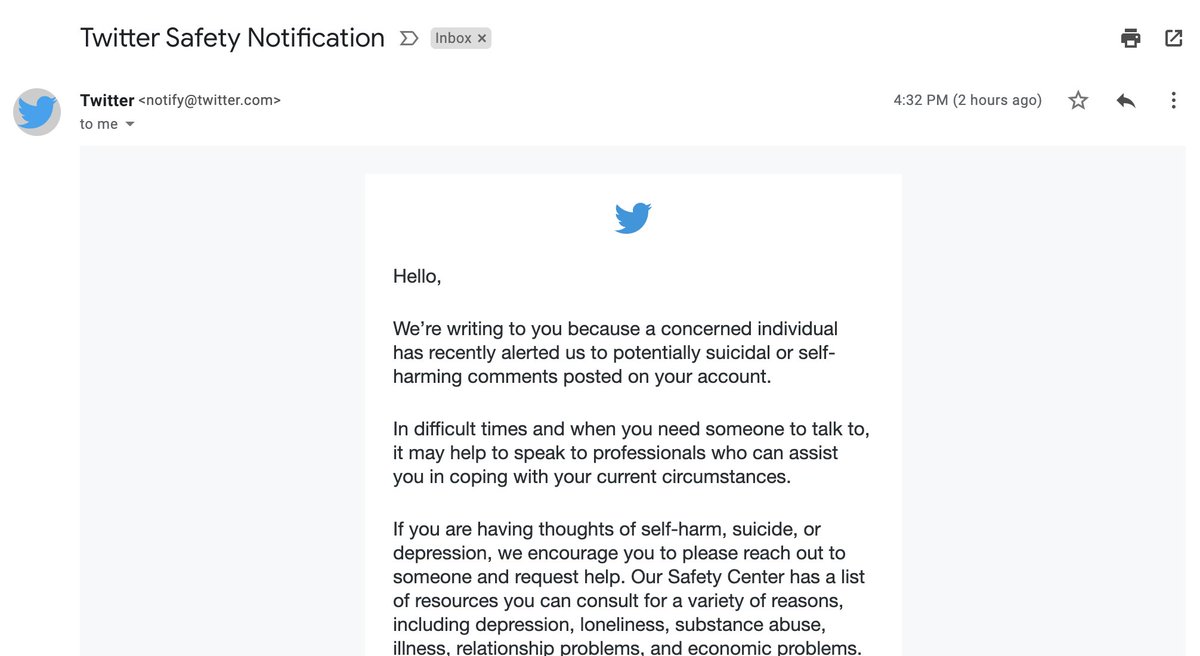 Twitter Safety Notification Inbox ×
Twitter <notify@twitter.com> 4:32 PM (2 hours ago)
to me
Hello,
We’re writing to you because a concerned individual
has recently alerted us to potentially suicidal or self-
harming comments posted on your account.
In difficult times and when you need someone to talk to,
it may help to speak to professionals who can assist
you in coping with your current circumstances.
If you are having thoughts of self-harm, suicide, or
depression, we encourage you to please reach out to
someone and request help. Our Safety Center has a list
of resources you can consult for a variety of reasons,
including depression, loneliness, substance abuse,
illness, relationship problems, and economic problems.